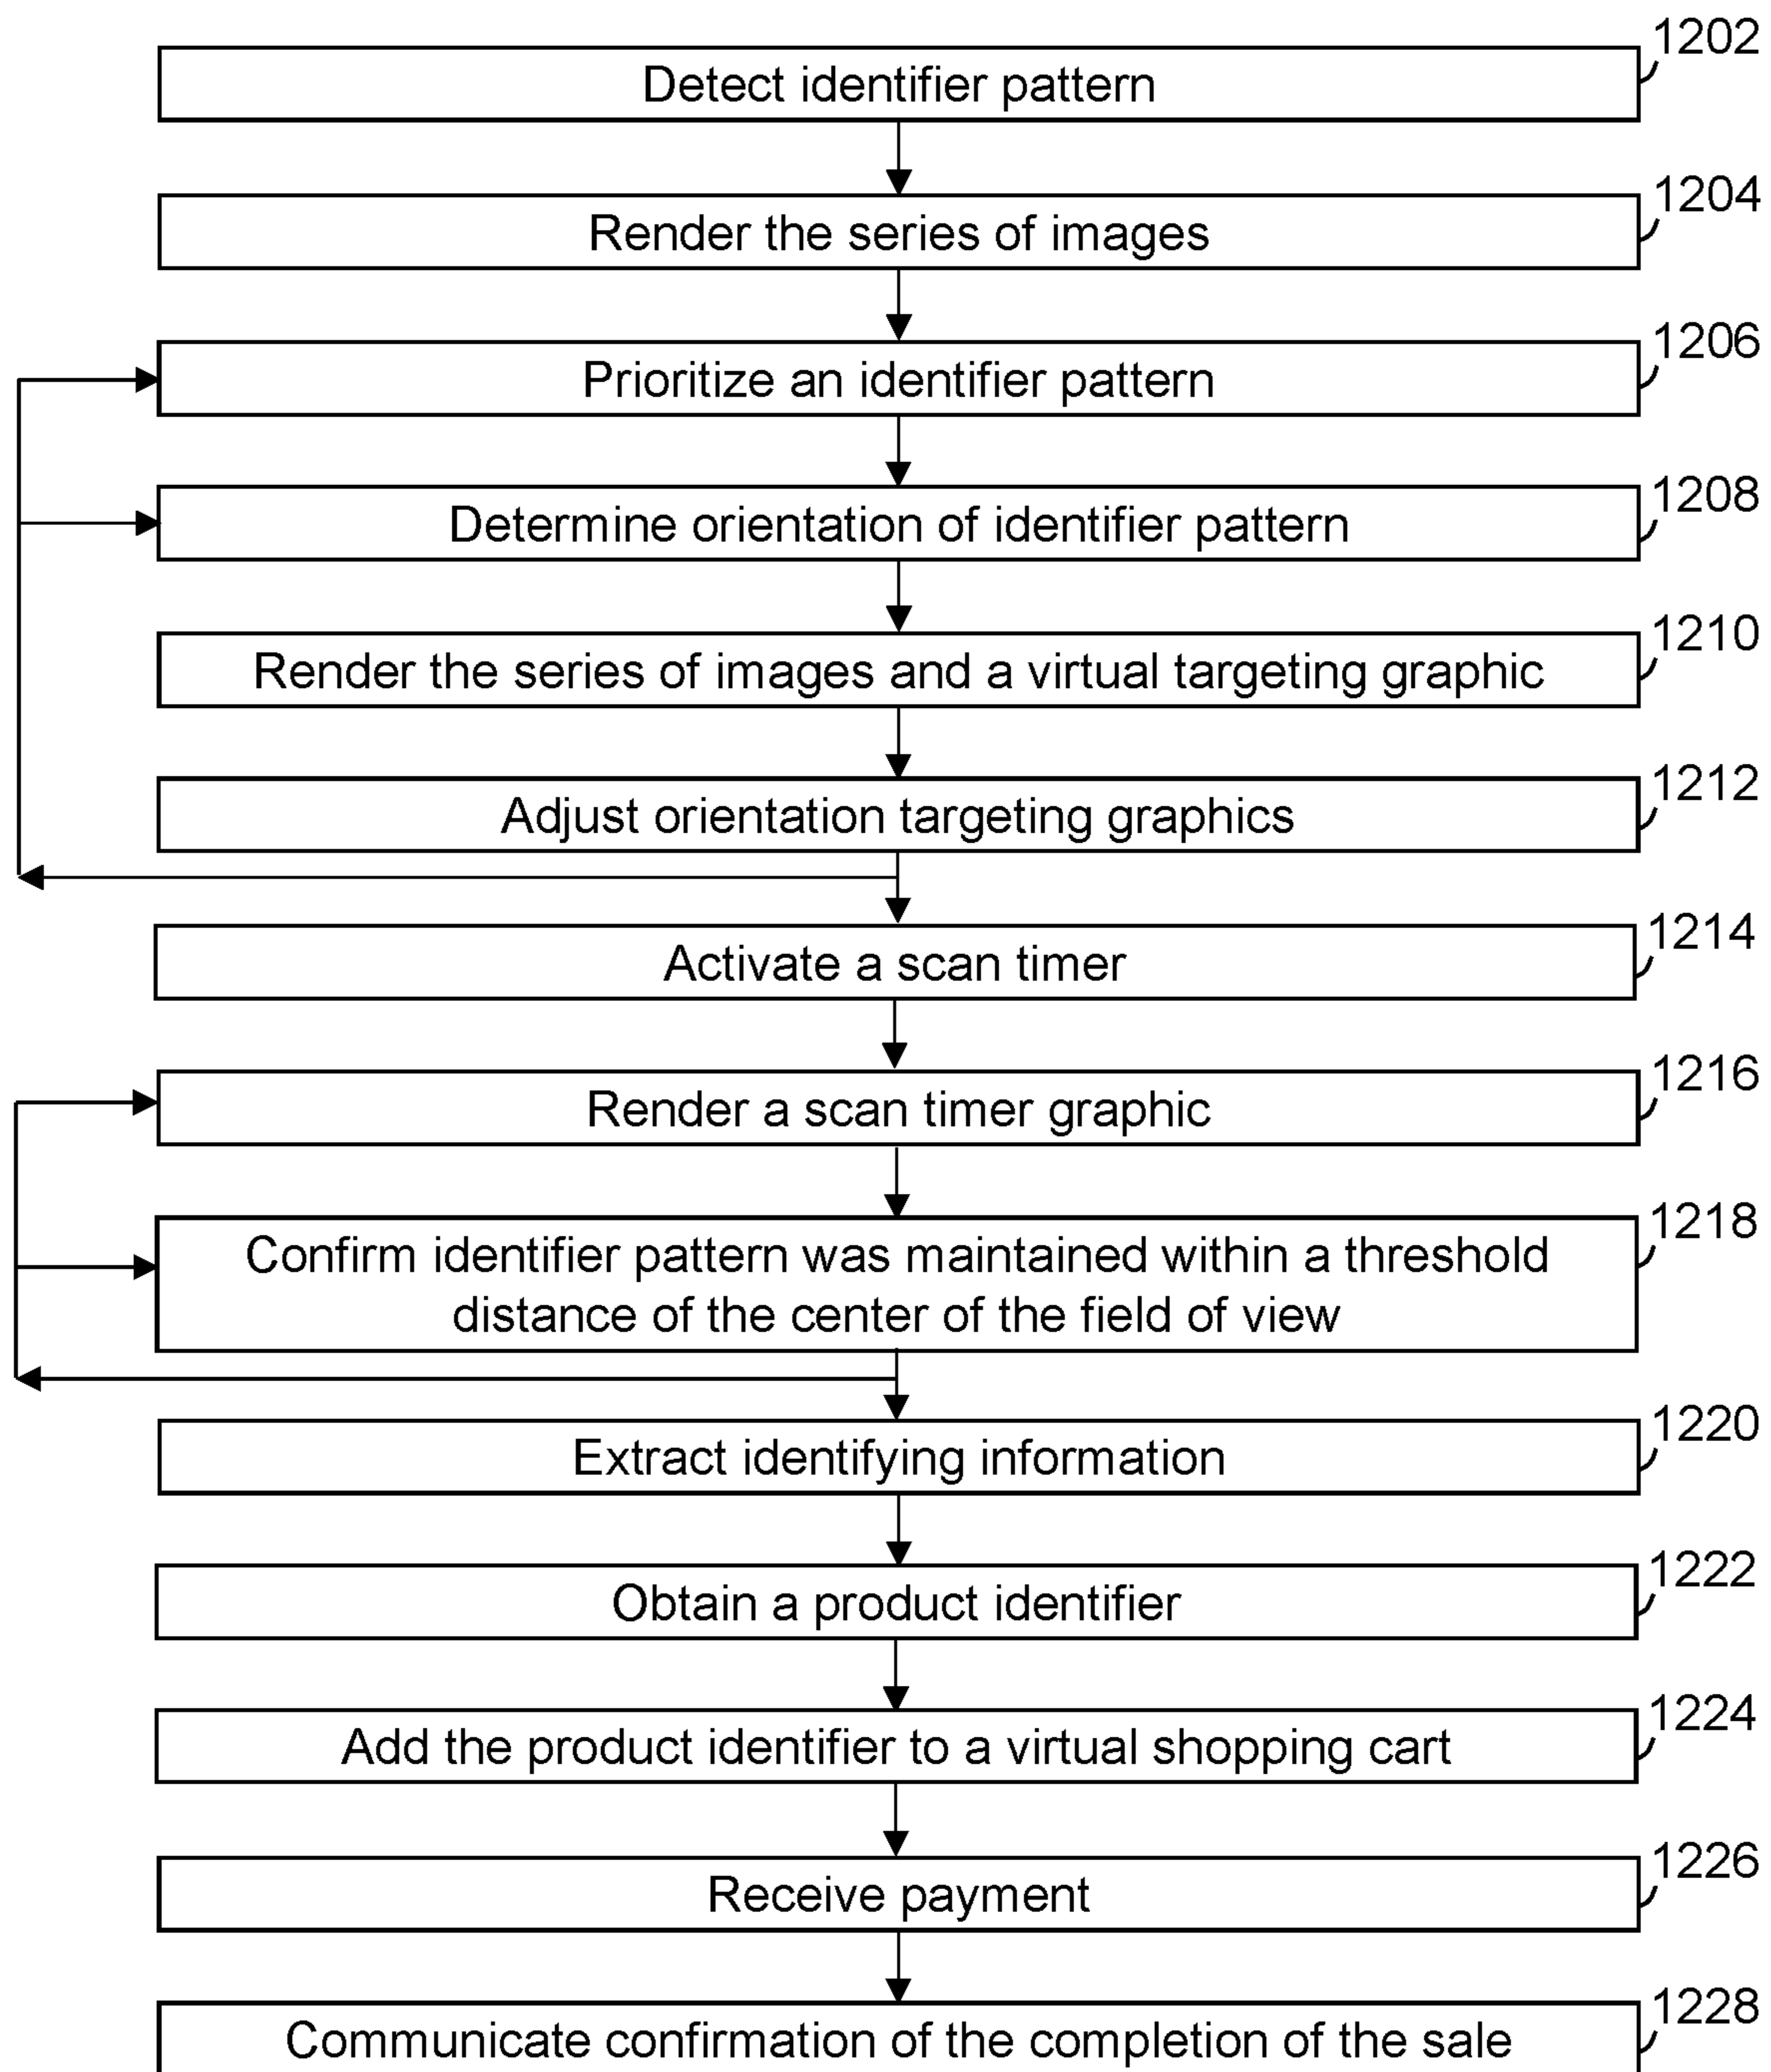 1202
Detect identifier pattern
1204
Render the series of images
1206
Prioritize an identifier pattern
1208
Determine orientation of identifier pattern
1210
Render the series of images and a virtual targeting graphic
1212
Adjust orientation targeting graphics
1214
Activate a scan timer
1216
Render a scan timer graphic
1218
Confirm identifier pattern was maintained within a threshold
distance of the center of the field of view
1220
Extract identifying information
1222
Obtain a product identifier
1224
Add the product identifier to a virtual shopping cart
1226
Receive payment
1228
Communicate confirmation of the completion of the sale